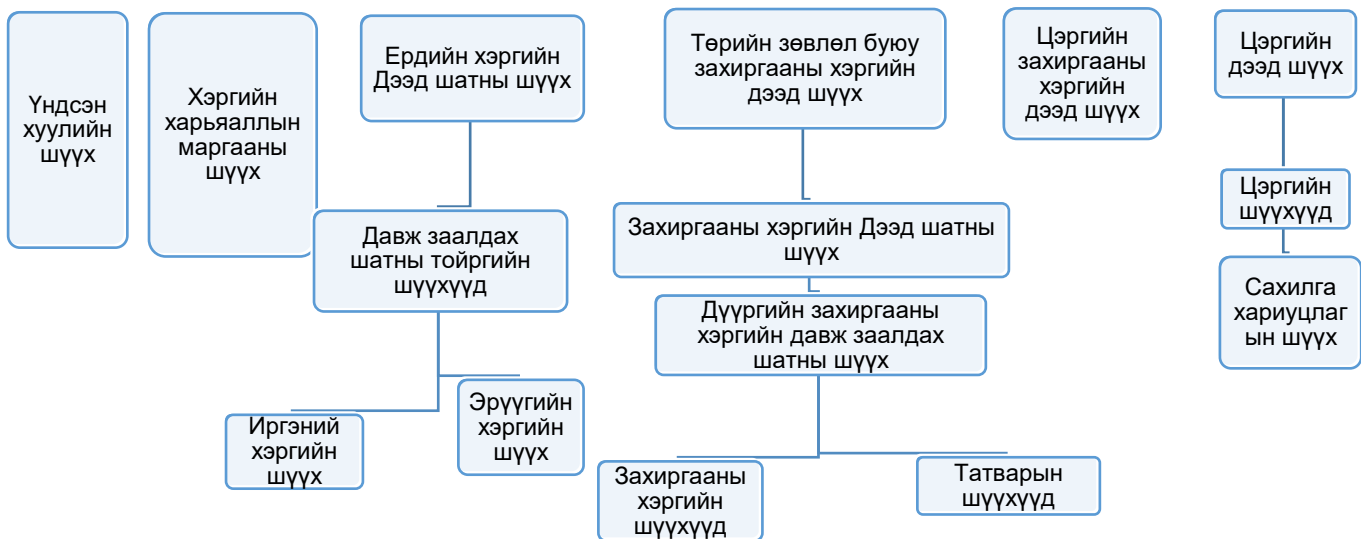 Үндсэн
хуулийн
шүүх
Хэргийн
харьяаллын
маргааны
шүүх
Ердийн хэргийн
Дээд шатны шүүх
Төрийн зөвлөл буюу
захиргааны хэргийн
дээд шүүх
Цэргийн
захиргааны
хэргийн
дээд шүүх
Цэргийн
дээд шүүх
Давж заалдах
шатны тойргийн
шүүхүүд
Захиргааны хэргийн Дээд шатны
шүүх
Цэргийн
шүүхүүд
Дүүргийн захиргааны
хэргийн давж заалдах
шатны шүүх
Сахилга
хариуцлаг
ын шүүх
Иргэний
хэргийн
шүүх
Эрүүгийн
хэргийн
шүүх
Захиргааны
хэргийн
шүүхүүд
Татварын
шүүхүүд